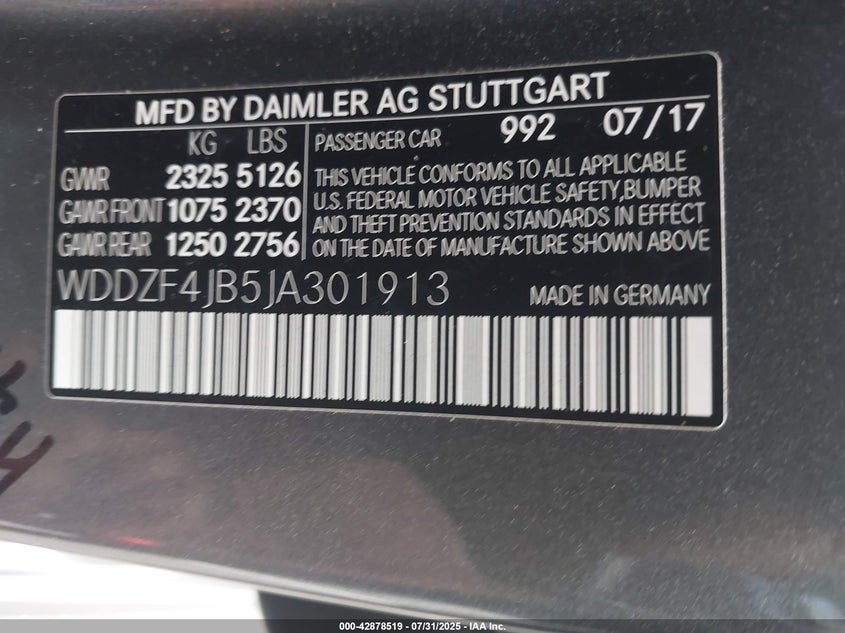 MFD BY DAIMLER AG STUTTGART
KG LBS
GVWR 2325 5126
GAWR FRONT 1075 2370
GAWR REAR 1250 2756
PASSENGER CAR 992 07/17
THIS VEHICLE CONFORMS TO ALL APPLICABLE
U.S. FEDERAL MOTOR VEHICLE SAFETY,BUMPER
AND THEFT PREVENTION STANDARDS IN EFFECT
ON THE DATE OF MANUFACTURE SHOWN ABOVE
WDDZF4JB5JA301913 MADE IN GERMANY
000-42878519 - 07/31/2025 - IAA Inc.